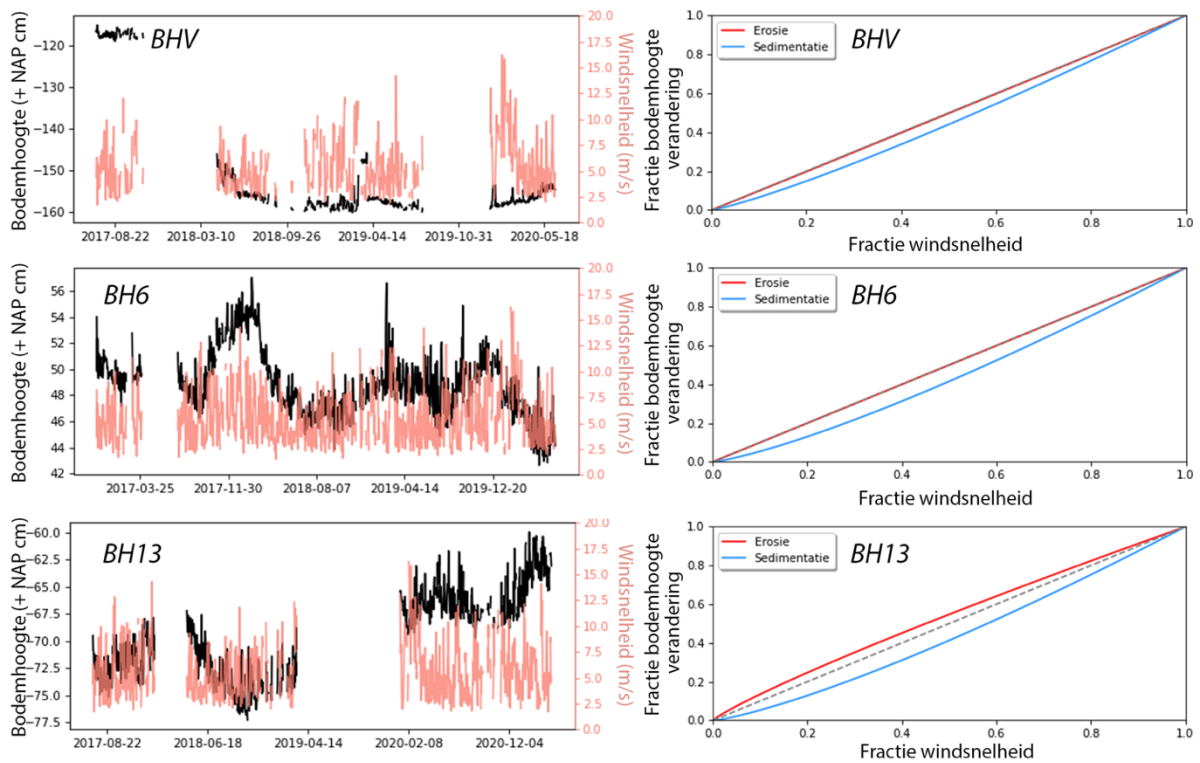 BHV
Bodemhoogte (+ NAP cm)
−120
−130
−140
−150
−160
20.0
17.5
15.0
12.5
10.0
7.5
5.0
2.5
0.0
Windsnelheid (m/s)
2017-08-22 2018-03-10 2018-09-26 2019-04-14 2019-10-31 2020-05-18
BHV
Erosie
Sedimentatie
Fractie bodemhoogte
verandering
1.0
0.8
0.6
0.4
0.2
0.0
0.0 0.2 0.4 0.6 0.8 1.0
Fractie windsnelheid
BH6
Bodemhoogte (+ NAP cm)
56
54
52
50
48
46
44
42
20.0
17.5
15.0
12.5
10.0
7.5
5.0
2.5
0.0
Windsnelheid (m/s)
2017-03-25 2017-11-30 2018-08-07 2019-04-14 2019-12-20
BH6
Erosie
Sedimentatie
Fractie bodemhoogte
verandering
1.0
0.8
0.6
0.4
0.2
0.0
0.0 0.2 0.4 0.6 0.8 1.0
Fractie windsnelheid
BH13
Bodemhoogte (+ NAP cm)
−60.0
−62.5
−65.0
−67.5
−70.0
−72.5
−75.0
−77.5
20.0
17.5
15.0
12.5
10.0
7.5
5.0
2.5
0.0
Windsnelheid (m/s)
2017-08-22 2018-06-18 2019-04-14 2020-02-08 2020-12-04
BH13
Erosie
Sedimentatie
Fractie bodemhoogte
verandering
1.0
0.8
0.6
0.4
0.2
0.0
0.0 0.2 0.4 0.6 0.8 1.0
Fractie windsnelheid